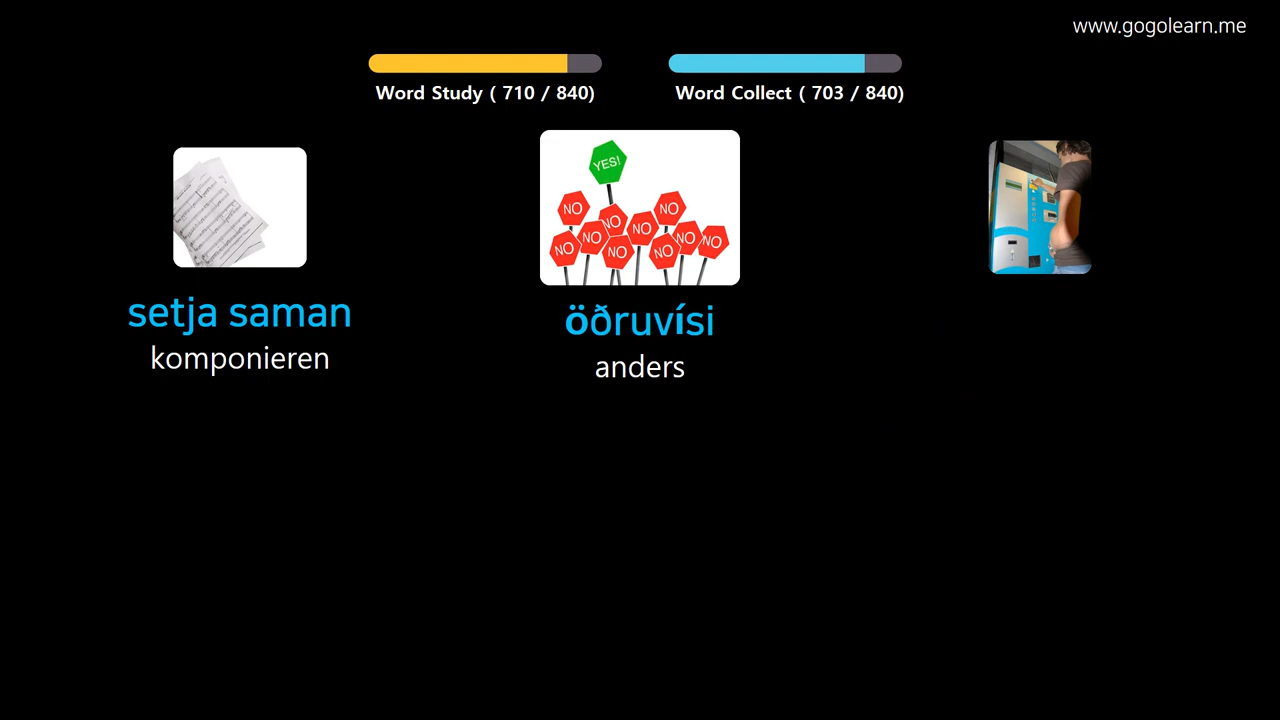 www.gogolearn.me
Word Study ( 710 / 840)
Word Collect ( 703 / 840)
YES!
NO
NO
NO
NO
NO
NO
NO
NO
NO
NO
setja saman
komponieren
öðruvísi
anders